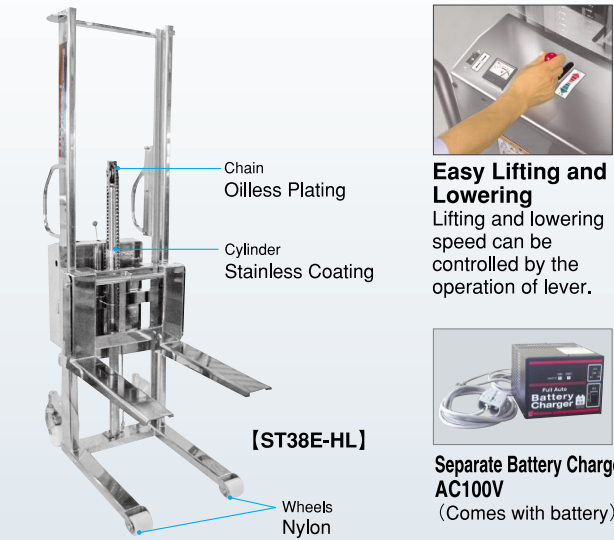 Chain
Oilless Plating
Cylinder
Stainless Coating
【ST38E-HL】
Wheels
Nylon
Easy Lifting and
Lowering
Lifting and lowering
speed can be
controlled by the
operation of lever.
Full Auto
Battery
Charger
Separate Battery Charge
AC100V
（Comes with battery）